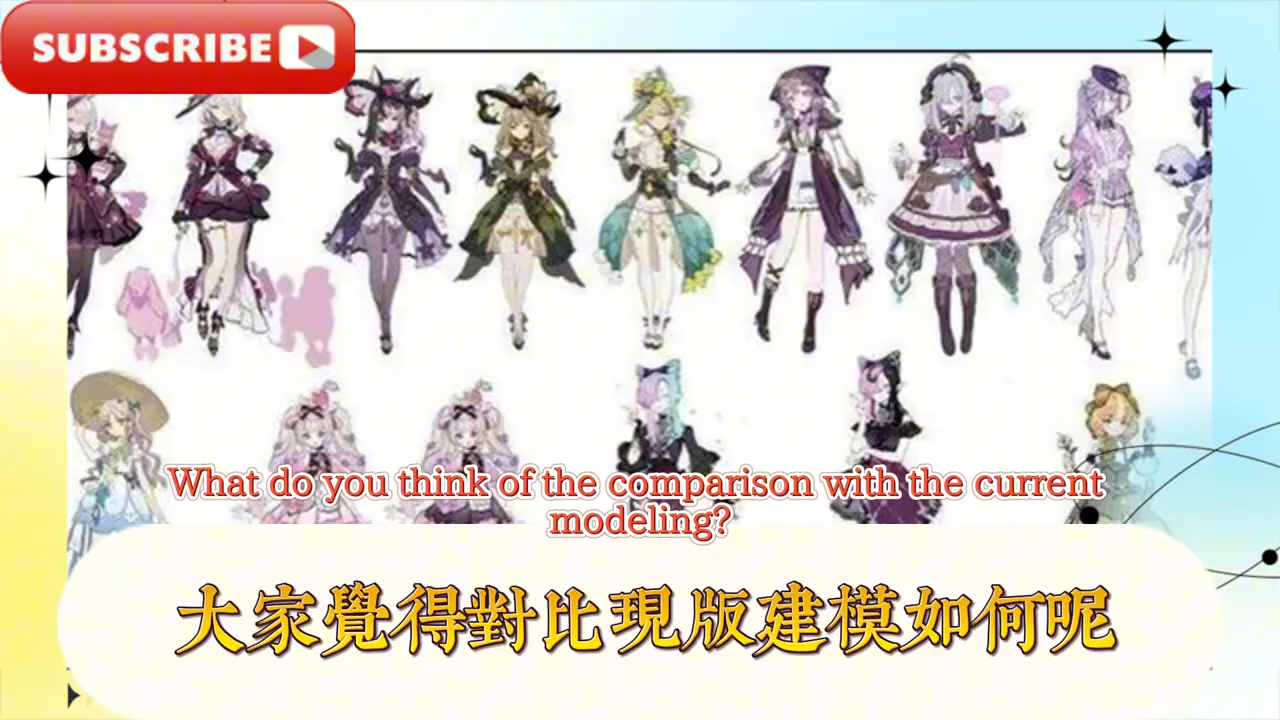 SUBSCRIBE
What do you think of the comparison with the current
modeling?
大家覺得對比現版建模如何呢